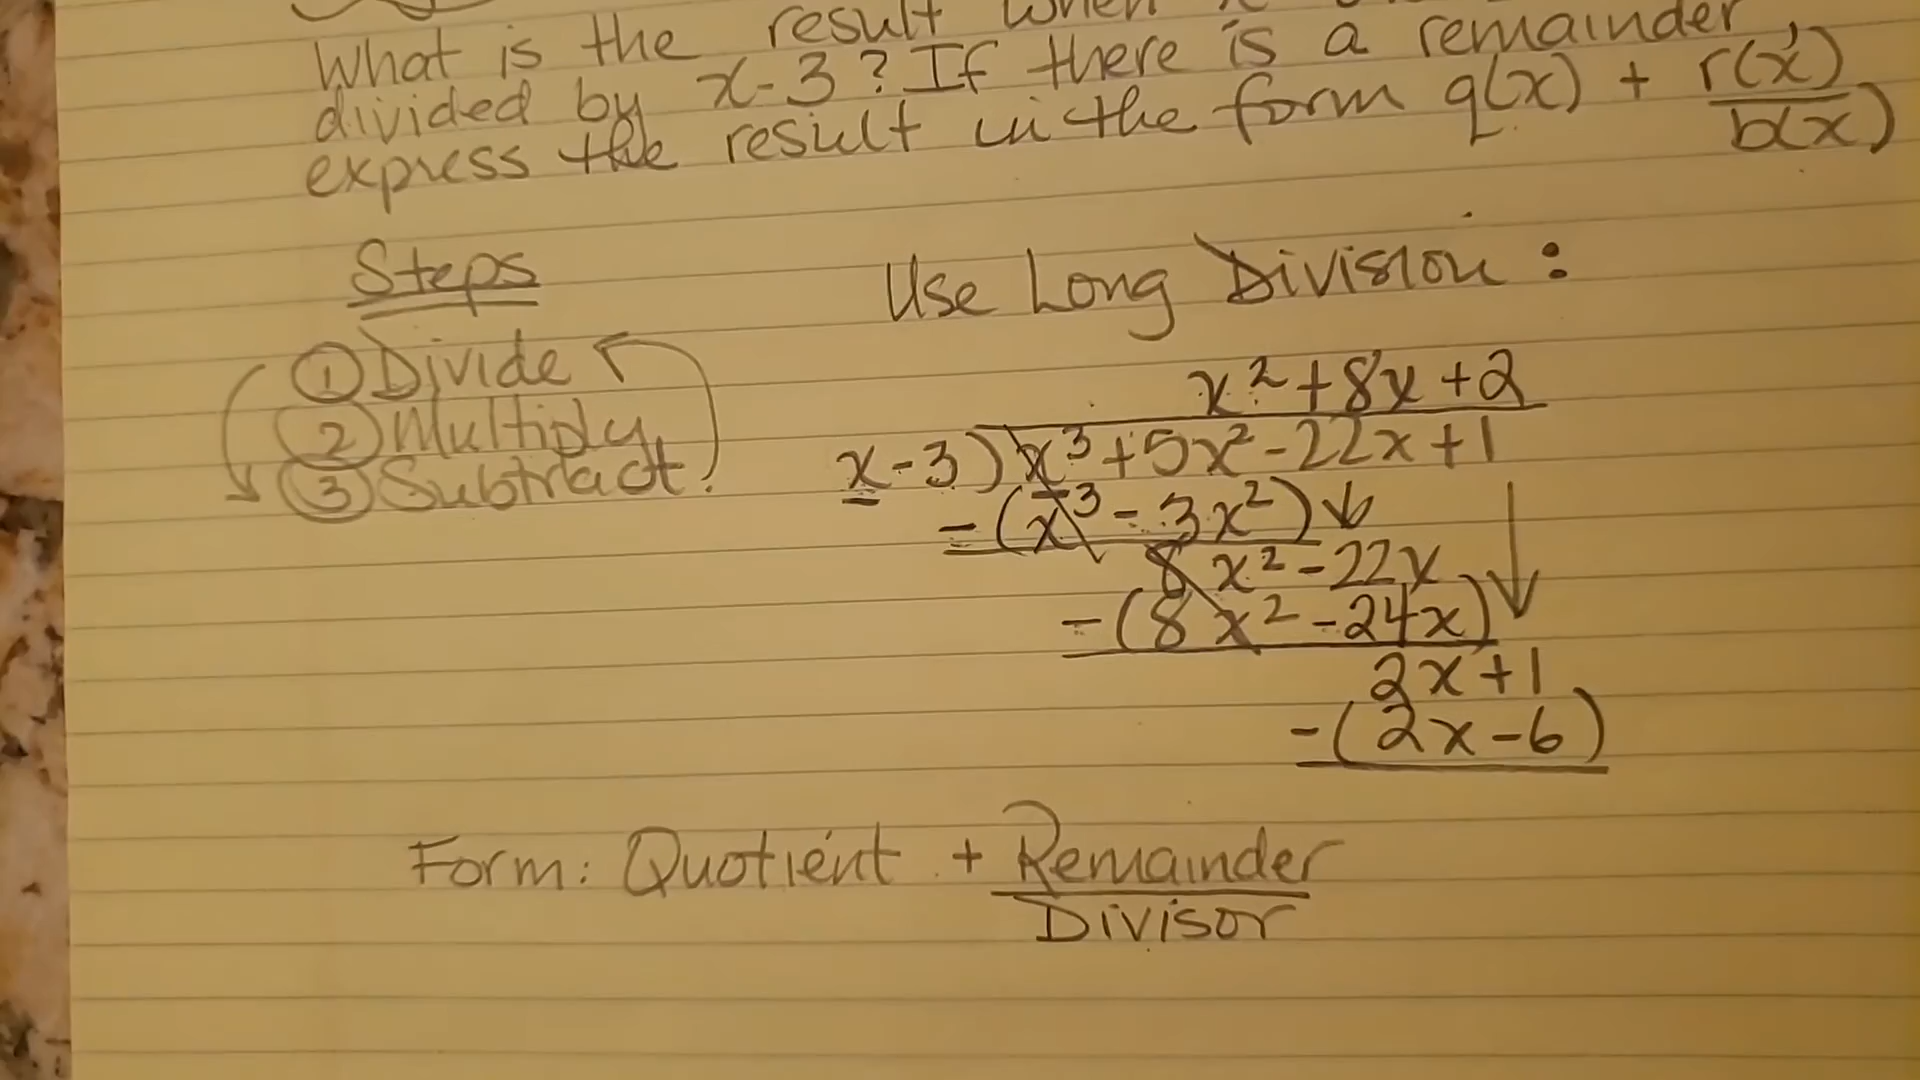 What is the result when
divided by x-3? If there is a remainder,
express the result in the form q(x) + r(x)/b(x))
Steps
① Divide
② Multiply
③ Subtract
Use Long Division:
x² + 8x + 2
x-3 ) x³ + 5x² - 22x + 1
-(x³ - 3x²)
8x² - 22x
-(8x² - 24x)
2x + 1
-(2x - 6)
Form: Quotient + Remainder/Divisor